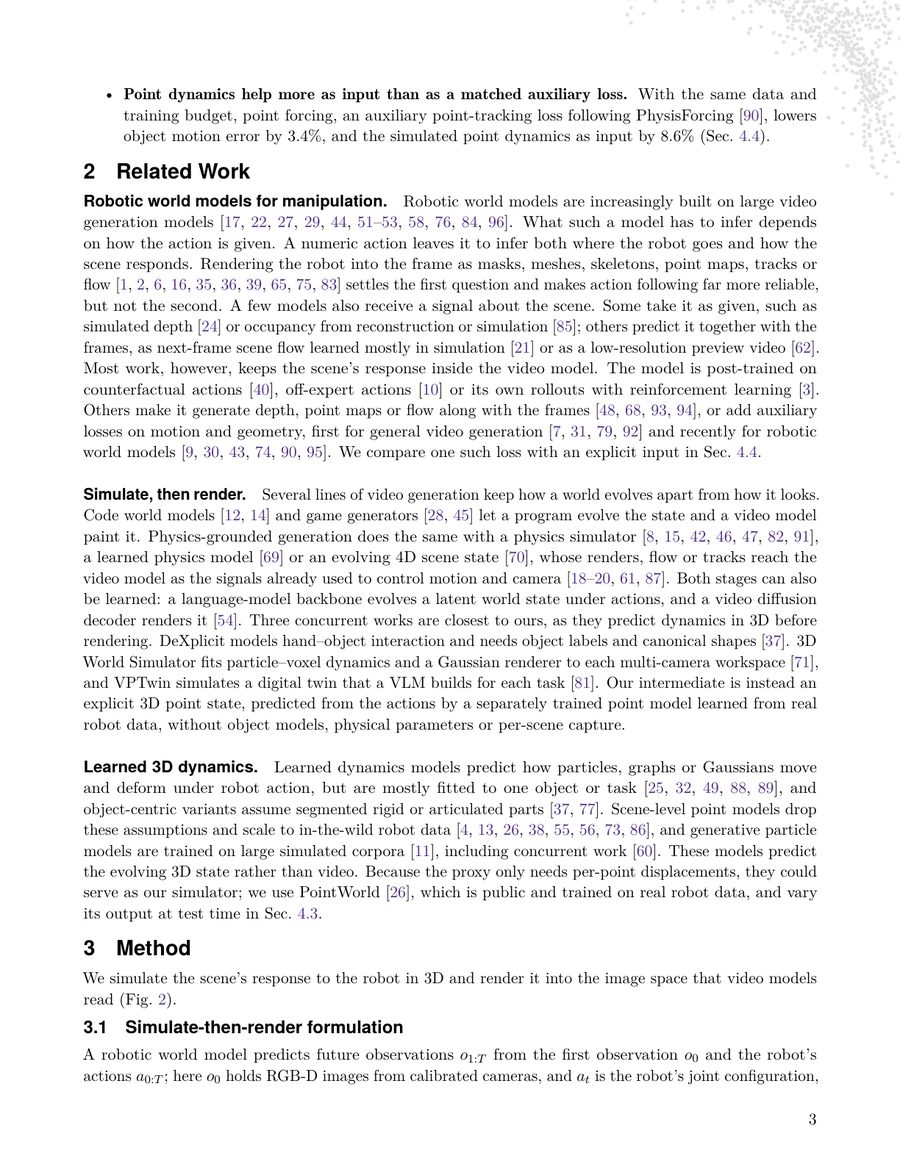 • Point dynamics help more as input than as a matched auxiliary loss. With the same data and
training budget, point forcing, an auxiliary point-tracking loss following PhysisForcing [90], lowers
object motion error by 3.4%, and the simulated point dynamics as input by 8.6% (Sec. 4.4).
2 Related Work
Robotic world models for manipulation. Robotic world models are increasingly built on large video
generation models [17, 22, 27, 29, 44, 51–53, 58, 76, 84, 96]. What such a model has to infer depends
on how the action is given. A numeric action leaves it to infer both where the robot goes and how the
scene responds. Rendering the robot into the frame as masks, meshes, skeletons, point maps, tracks or
flow [1, 2, 6, 16, 35, 36, 39, 65, 75, 83] settles the first question and makes action following far more reliable,
but not the second. A few models also receive a signal about the scene. Some take it as given, such as
simulated depth [24] or occupancy from reconstruction or simulation [85]; others predict it together with the
frames, as next-frame scene flow learned mostly in simulation [21] or as a low-resolution preview video [62].
Most work, however, keeps the scene's response inside the video model. The model is post-trained on
counterfactual actions [40], off-expert actions [10] or its own rollouts with reinforcement learning [3].
Others make it generate depth, point maps or flow along with the frames [48, 68, 93, 94], or add auxiliary
losses on motion and geometry, first for general video generation [7, 31, 79, 92] and recently for robotic
world models [9, 30, 43, 74, 90, 95]. We compare one such loss with an explicit input in Sec. 4.4.
Simulate, then render. Several lines of video generation keep how a world evolves apart from how it looks.
Code world models [12, 14] and game generators [28, 45] let a program evolve the state and a video model
paint it. Physics-grounded generation does the same with a physics simulator [8, 15, 42, 46, 47, 82, 91],
a learned physics model [69] or an evolving 4D scene state [70], whose renders, flow or tracks reach the
video model as the signals already used to control motion and camera [18–20, 61, 87]. Both stages can also
be learned: a language-model backbone evolves a latent world state under actions, and a video diffusion
decoder renders it [54]. Three concurrent works are closest to ours, as they predict dynamics in 3D before
rendering. DeXplicit models hand–object interaction and needs object labels and canonical shapes [37]. 3D
World Simulator fits particle–voxel dynamics and a Gaussian renderer to each multi-camera workspace [71],
and VPTwin simulates a digital twin that a VLM builds for each task [81]. Our intermediate is instead an
explicit 3D point state, predicted from the actions by a separately trained point model learned from real
robot data, without object models, physical parameters or per-scene capture.
Learned 3D dynamics. Learned dynamics models predict how particles, graphs or Gaussians move
and deform under robot action, but are mostly fitted to one object or task [25, 32, 49, 88, 89], and
object-centric variants assume segmented rigid or articulated parts [37, 77]. Scene-level point models drop
these assumptions and scale to in-the-wild robot data [4, 13, 26, 38, 55, 56, 73, 86], and generative particle
models are trained on large simulated corpora [11], including concurrent work [60]. These models predict
the evolving 3D state rather than video. Because the proxy only needs per-point displacements, they could
serve as our simulator; we use PointWorld [26], which is public and trained on real robot data, and vary
its output at test time in Sec. 4.3.
3 Method
We simulate the scene's response to the robot in 3D and render it into the image space that video models
read (Fig. 2).
3.1 Simulate-then-render formulation
A robotic world model predicts future observations o1:T from the first observation o0 and the robot's
actions a0:T; here o0 holds RGB-D images from calibrated cameras, and at is the robot's joint configuration,
3